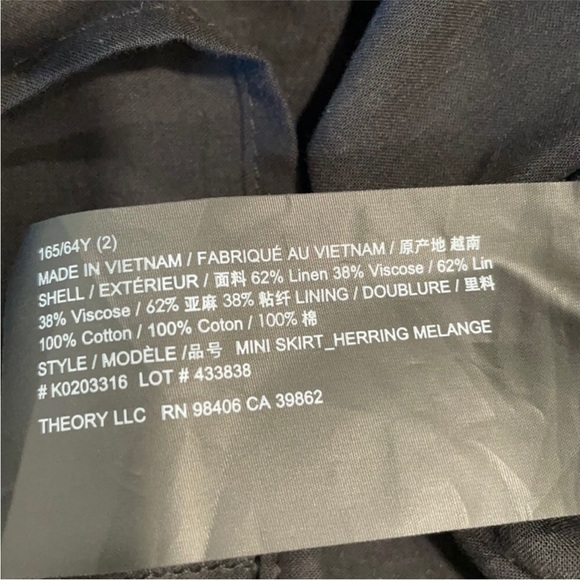 165/64Y (2)
MADE IN VIETNAM / FABRIQUÉ AU VIETNAM / 原产地 越南
SHELL / EXTÉRIEUR / 面料 62% Linen 38% Viscose / 62% Lin
38% Viscose / 62% 亚麻 38% 粘纤 LINING / DOUBLURE / 里料
100% Cotton / 100% Coton / 100% 棉
STYLE / MODÈLE /品号 MINI SKIRT_HERRING MELANGE
# K0203316 LOT # 433838
THEORY LLC RN 98406 CA 39862